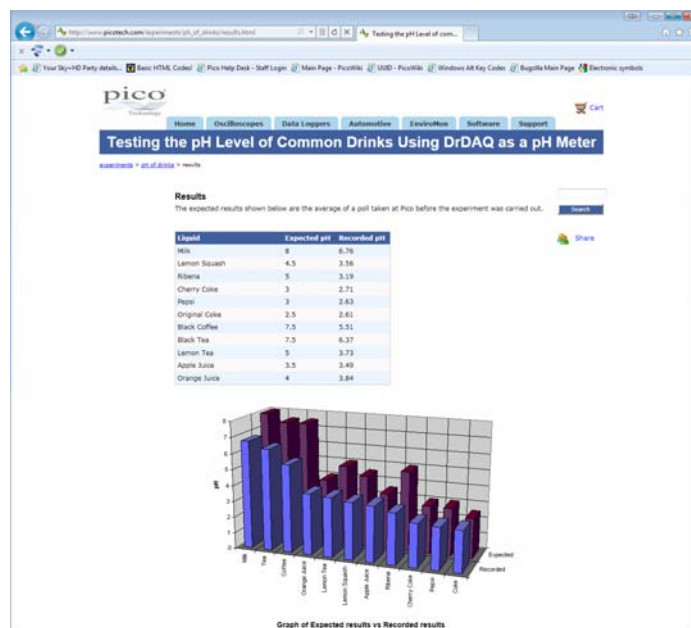 http://www.picotech.com/experiments/ph_of_drinks/results.html
Testing the pH Level of com...
Your Sky+HD Party details...
Basic HTML Codes!
Pico Help Desk - Staff Login
Main Page - PicoWiki
UUID - PicoWiki
Windows Alt Key Codes
Bugzilla Main Page
Electronic symbols
pico
Technology
Cart
Home
Oscilloscopes
Data Loggers
Automotive
EnviroMon
Software
Support
Testing the pH Level of Common Drinks Using DrDAQ as a pH Meter
experiments > pH of drinks > results
Results
The expected results shown below are the average of a poll taken at Pico before the experiment was carried out.
Search
Share
Liquid Expected pH Recorded pH
Milk 8 6.76
Lemon Squash 4.5 3.56
Ribena 5 3.19
Cherry Coke 3 2.71
Pepsi 3 2.63
Original Coke 2.5 2.61
Black Coffee 7.5 5.51
Black Tea 7.5 6.37
Lemon Tea 5 3.73
Apple Juice 3.5 3.49
Orange Juice 4 3.84
8
7
6
5
4
3
2
1
0
pH
Milk
Tea
Coffee
Orange Juice
Lemon Tea
Lemon Squash
Apple Juice
Ribena
Cherry Coke
Pepsi
Coke
Expected
Recorded
Graph of Expected results vs Recorded results